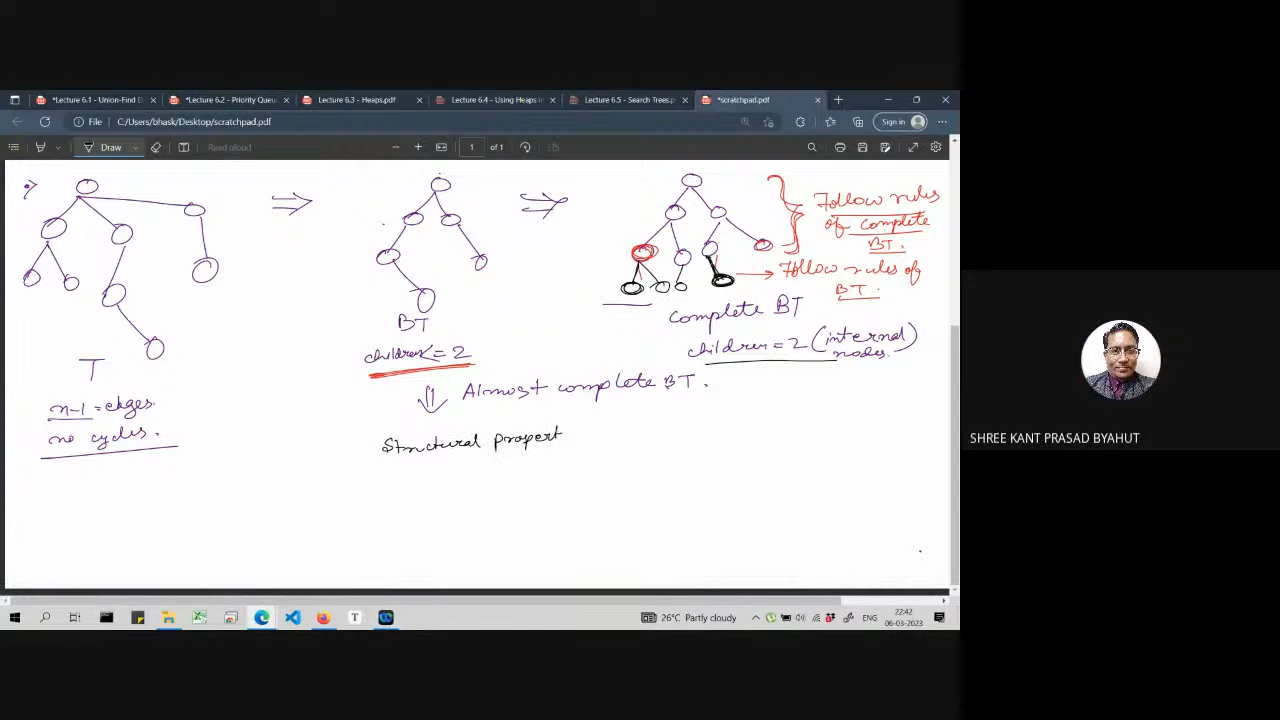 *Lecture 6.1 - Union-Find D
*Lecture 6.2 - Priority Queu
Lecture 6.3 - Heaps.pdf
Lecture 6.4 - Using Heaps in
Lecture 6.5 - Search Trees.p
*scratchpad.pdf
File
C:/Users/bhask/Desktop/scratchpad.pdf
Sign in
Draw
Read aloud
1 of 1
T
n-1 = edges.
no cycles.
BT
children <= 2
Follow rules
of complete
BT.
Follow rules of
BT.
complete BT
children = 2 (internal
nodes.)
Almost complete BT.
Structural propert
SHREE KANT PRASAD BYAHUT
26°C Partly cloudy
ENG
22:42
06-03-2023